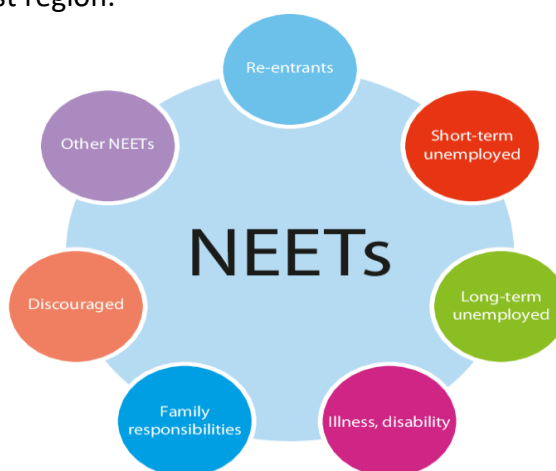 st region.
Re-entrants
Short-term
unemployed
Long-term
unemployed
Illness, disability
Family
responsibilities
Discouraged
Other NEETs
NEETs